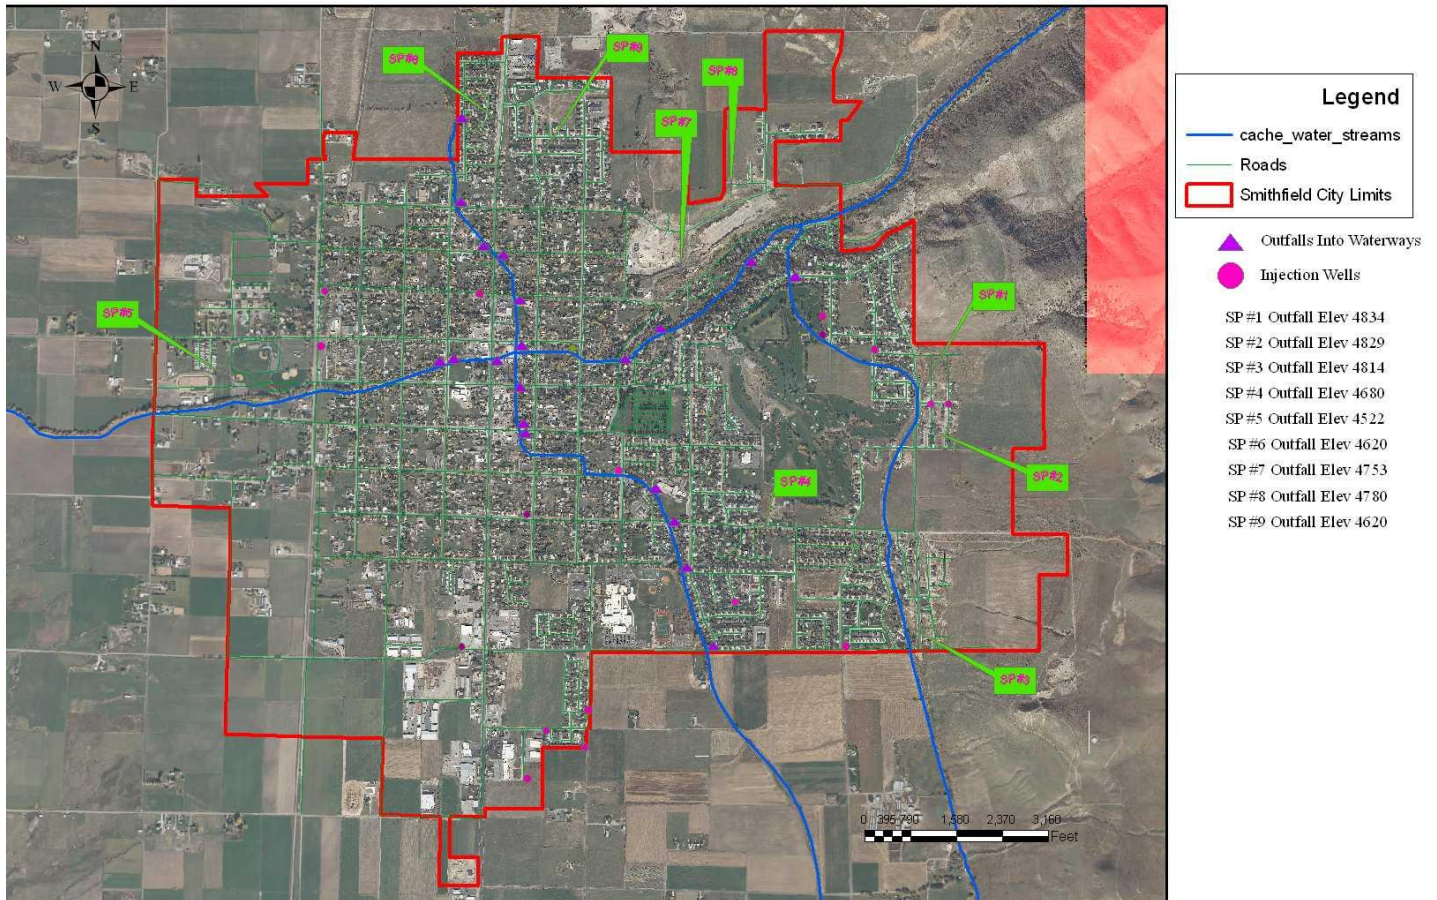 N
W E
S
SP#6
SP#9
SP#8
SP#7
SP#5
SP#1
SP#2
SP#4
SP#3
0 395 790 1,580 2,370 3,160
Feet
Legend
cache_water_streams
Roads
Smithfield City Limits
Outfalls Into Waterways
Injection Wells
SP #1 Outfall Elev 4834
SP #2 Outfall Elev 4829
SP #3 Outfall Elev 4814
SP #4 Outfall Elev 4680
SP #5 Outfall Elev 4522
SP #6 Outfall Elev 4620
SP #7 Outfall Elev 4753
SP #8 Outfall Elev 4780
SP #9 Outfall Elev 4620